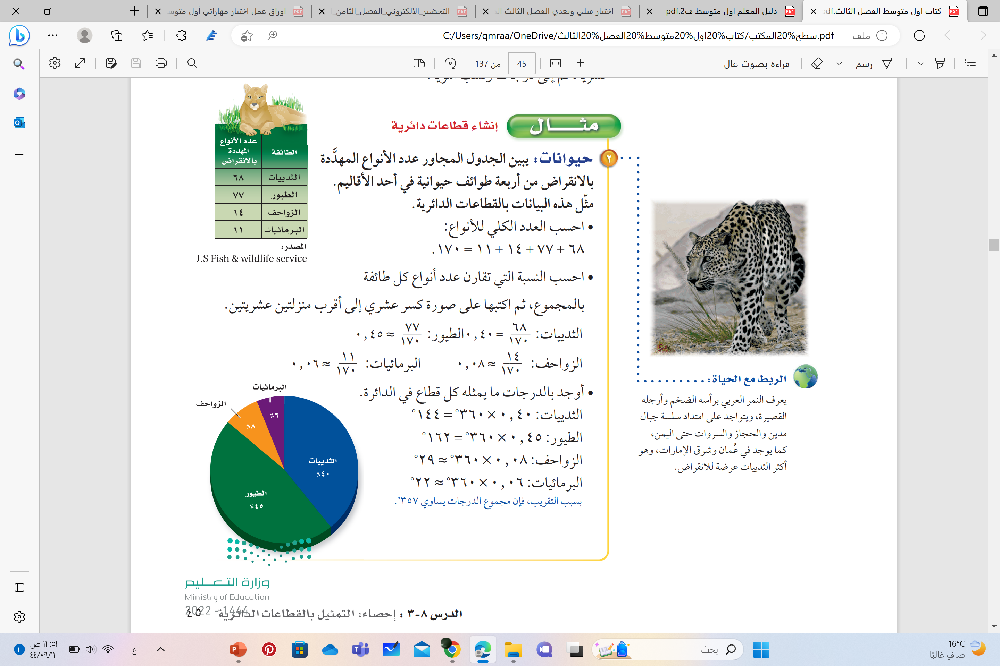 كتاب اول متوسط الفصل الثالث.pdf
دليل المعلم اول متوسط ف2.pdf
اختبار قبلي وبعدي الفصل الثالث
التحضير_الالكتروني_الفصل_الثامن_
اوراق عمل اختبار مهاراتي أول متوس
ملف
C:/Users/qmraa/OneDrive/سطح%20المكتب/كتاب%20اول%20متوسط%20الفصل%20الثالث.pdf
قراءة بصوت عالٍ
رسم
45
من 137
مثـــال
إنشاء قطاعات دائرية
٢
حيوانات: يبين الجدول المجاور عدد الأنواع المهدَّدة
بالانقراض من أربعة طوائف حيوانية في أحد الأقاليم.
مثّل هذه البيانات بالقطاعات الدائرية.
• احسب العدد الكلي للأنواع:
٦٨ + ٧٧ + ١٤ + ١١ = ١٧٠.
• احسب النسبة التي تقارن عدد أنواع كل طائفة
بالمجموع، ثم اكتبها على صورة كسر عشري إلى أقرب منزلتين عشريتين.
الثدييات: ٦٨/١٧٠ = ٠,٤٠ الطيور: ٧٧/١٧٠ ≈ ٠,٤٥
الزواحف: ١٤/١٧٠ ≈ ٠,٠٨ البرمائيات: ١١/١٧٠ ≈ ٠,٠٦
• أوجد بالدرجات ما يمثله كل قطاع في الدائرة.
الثدييات: ٠,٤٠ × ٣٦٠° = ١٤٤°
الطيور: ٠,٤٥ × ٣٦٠° = ١٦٢°
الزواحف: ٠,٠٨ × ٣٦٠° ≈ ٢٩°
البرمائيات: ٠,٠٦ × ٣٦٠° ≈ ٢٢°
بسبب التقريب، فإن مجموع الدرجات يساوي ٣٥٧°.
الطائفة عدد الأنواع المهددة بالانقراض
الثدييات ٦٨
الطيور ٧٧
الزواحف ١٤
البرمائيات ١١
المصدر:
J.S Fish & wildlife service
البرمائيات
٦٪
الزواحف
٨٪
الثدييات
٤٠٪
الطيور
٤٥٪
الربط مع الحياة:
يعرف النمر العربي برأسه الضخم وأرجله
القصيرة، ويتواجد على امتداد سلسة جبال
مدين والحجاز والسروات حتى اليمن،
كما يوجد في عُمان وشرق الإمارات، وهو
أكثر الثدييات عرضة للانقراض.
وزارة التعليم
Ministry of Education
2022 - 1444
الدرس ٨-٣ : إحصاء: التمثيل بالقطاعات الدائرية ٤٥
16°C
صافٍ غالبًا
بحث
ع
١٢:٥١ ص
٤٤/٠٩/١١
٢